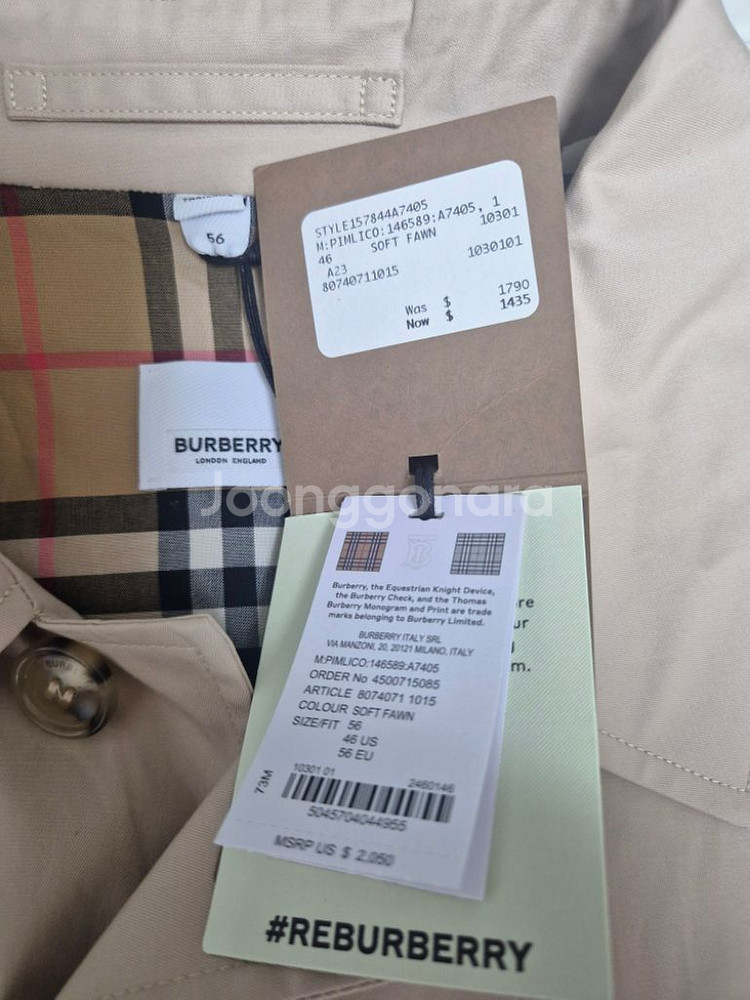 STYLE157844A7405
M:PIMLICO:146589:A7405, 1
46 SOFT FAWN 10301
A23 1030101
80740711015
Was $ 1790
Now $ 1435
56
BURBERRY
LONDON ENGLAND
Joonggonara
Burberry, the Equestrian Knight Device,
the Burberry Check, and the Thomas
Burberry Monogram and Print are trade
marks belonging to Burberry Limited.
BURBERRY ITALY SRL
VIA MANZONI, 20, 20121 MILANO, ITALY
M:PIMLICO:146589:A7405
ORDER No 4500715085
ARTICLE 8074071 1015
COLOUR SOFT FAWN
SIZE/FIT 56
46 US
56 EU
73M
10301 01 2460146
5045704044955
MSRP US $ 2,050
#REBURBERRY